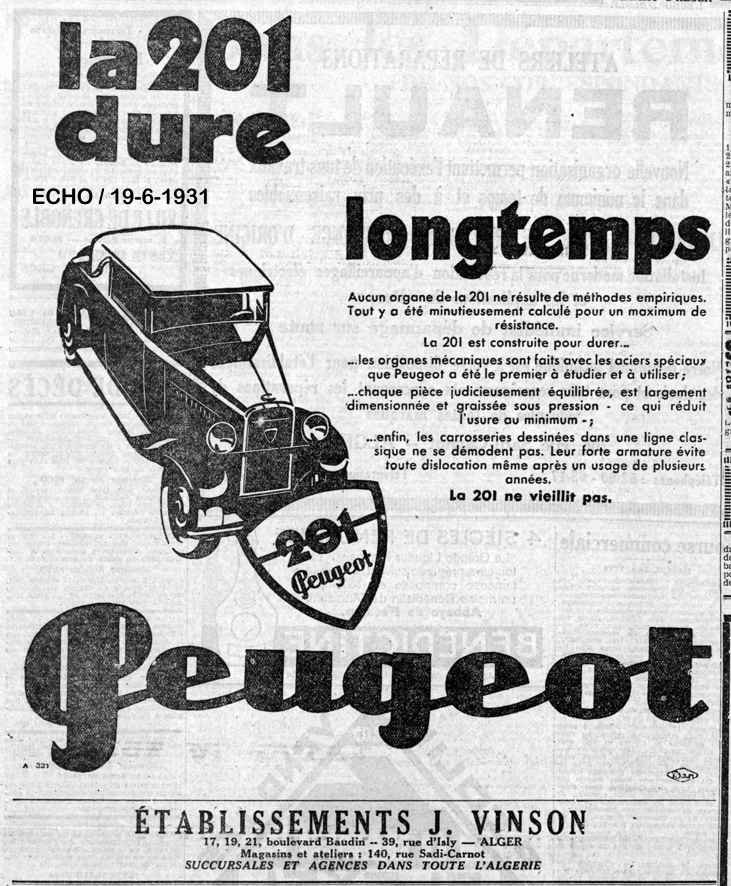 la 201
dure
ECHO / 19-6-1931
longtemps
Aucun organe de la 201 ne résulte de méthodes empiriques.
Tout y a été minutieusement calculé pour un maximum de
résistance.
La 201 est construite pour durer...
...les organes mécaniques sont faits avec les aciers spéciaux
que Peugeot a été le premier à étudier et à utiliser;
...chaque pièce judicieusement équilibrée, est largement
dimensionnée et graissée sous pression - ce qui réduit
l'usure au minimum -;
...enfin, les carrosseries dessinées dans une ligne clas-
sique ne se démodent pas. Leur forte armature évite
toute dislocation même après un usage de plusieurs
années.
La 201 ne vieillit pas.
201
Peugeot
Peugeot
A 321
ÉTABLISSEMENTS J. VINSON
17, 19, 21, boulevard Baudin -- 39, rue d'Isly — ALGER
Magasins et ateliers : 140, rue Sadi-Carnot
SUCCURSALES ET AGENCES DANS TOUTE L'ALGERIE